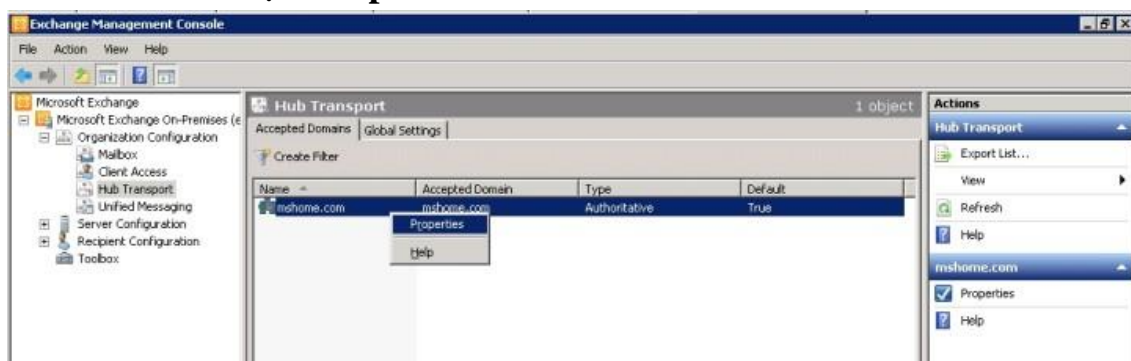 Exchange Management Console
File Action View Help
Microsoft Exchange
Microsoft Exchange On-Premises (e
Organization Configuration
Mailbox
Client Access
Hub Transport
Unified Messaging
Server Configuration
Recipient Configuration
Toolbox
Hub Transport 1 object
Accepted Domains Global Settings
Create Filter
Name Accepted Domain Type Default
mshome.com mshome.com Authoritative True
Properties
Help
Actions
Hub Transport
Export List...
View
Refresh
Help
mshome.com
Properties
Help